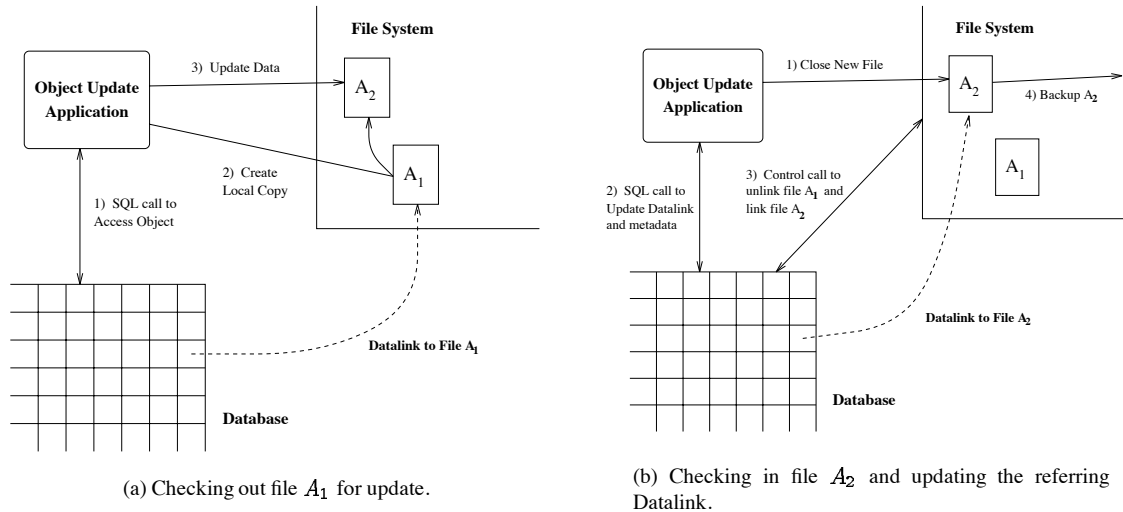 File System
3) Update Data
Object Update
Application
A2
A1
2) Create
Local Copy
1) SQL call to
Access Object
Datalink to File A1
Database
(a) Checking out file A1 for update.
File System
1) Close New File
Object Update
Application
A2
4) Backup A2
A1
3) Control call to
unlink file A1 and
link file A2
2) SQL call to
Update Datalink
and metadata
Datalink to File A2
Database
(b) Checking in file A2 and updating the referring
Datalink.